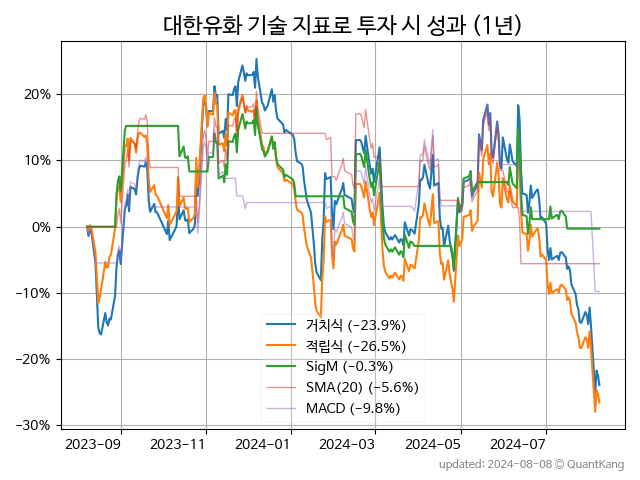 대한유화 기술 지표로 투자 시 성과 (1년)
20%
10%
0%
−10%
−20%
−30%
거치식 (−23.9%)
적립식 (−26.5%)
SigM (−0.3%)
SMA(20) (−5.6%)
MACD (−9.8%)
2023-09
2023-11
2024-01
2024-03
2024-05
2024-07
updated: 2024-08-08 © QuantKang